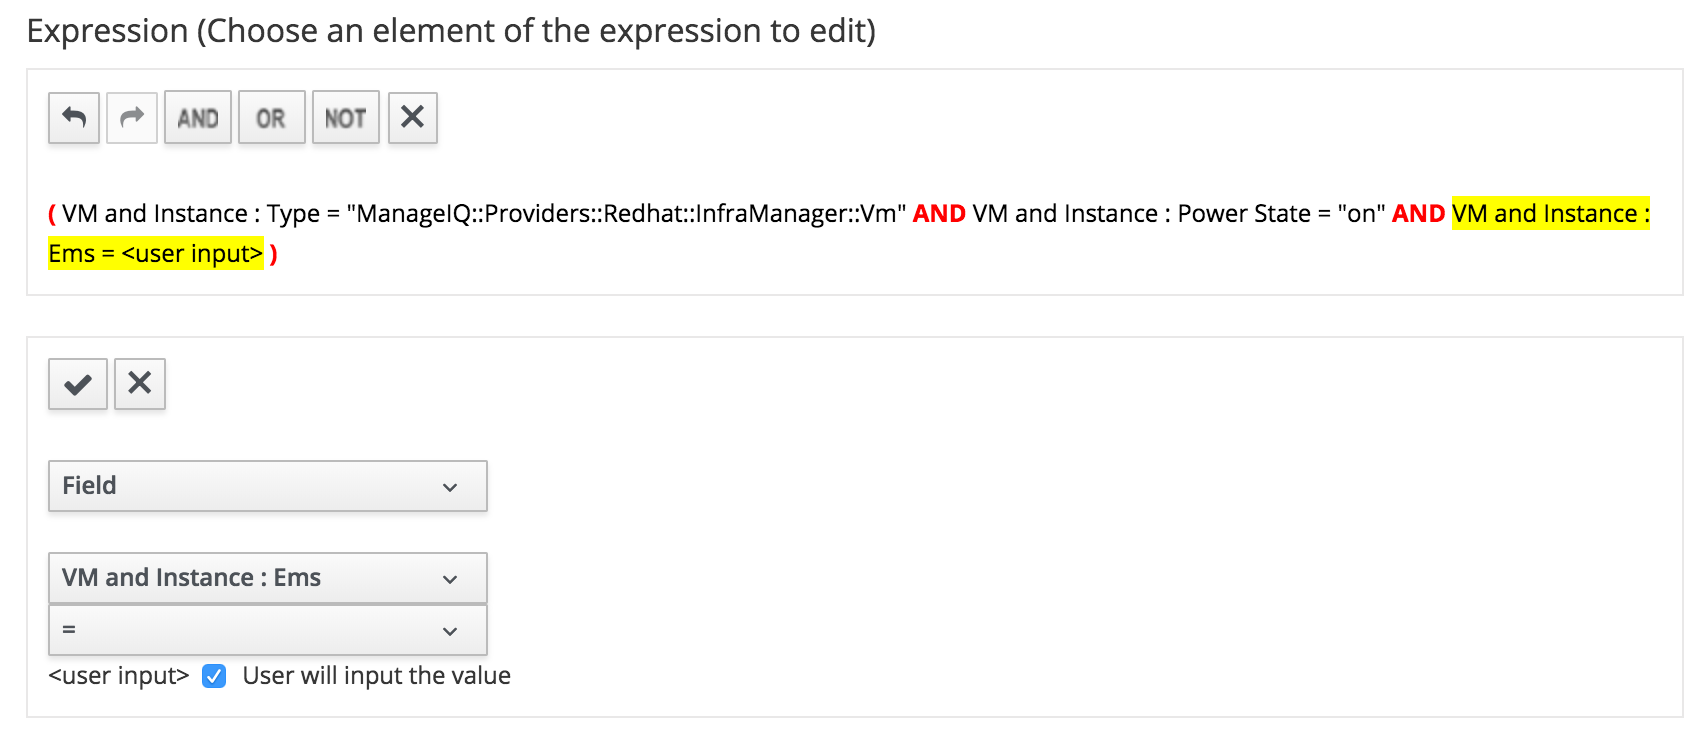 Expression (Choose an element of the expression to edit)
AND OR NOT
( VM and Instance : Type = "ManageIQ::Providers::Redhat::InfraManager::Vm" AND VM and Instance : Power State = "on" AND VM and Instance :
Ems = <user input> )
Field
VM and Instance : Ems
=
<user input> User will input the value